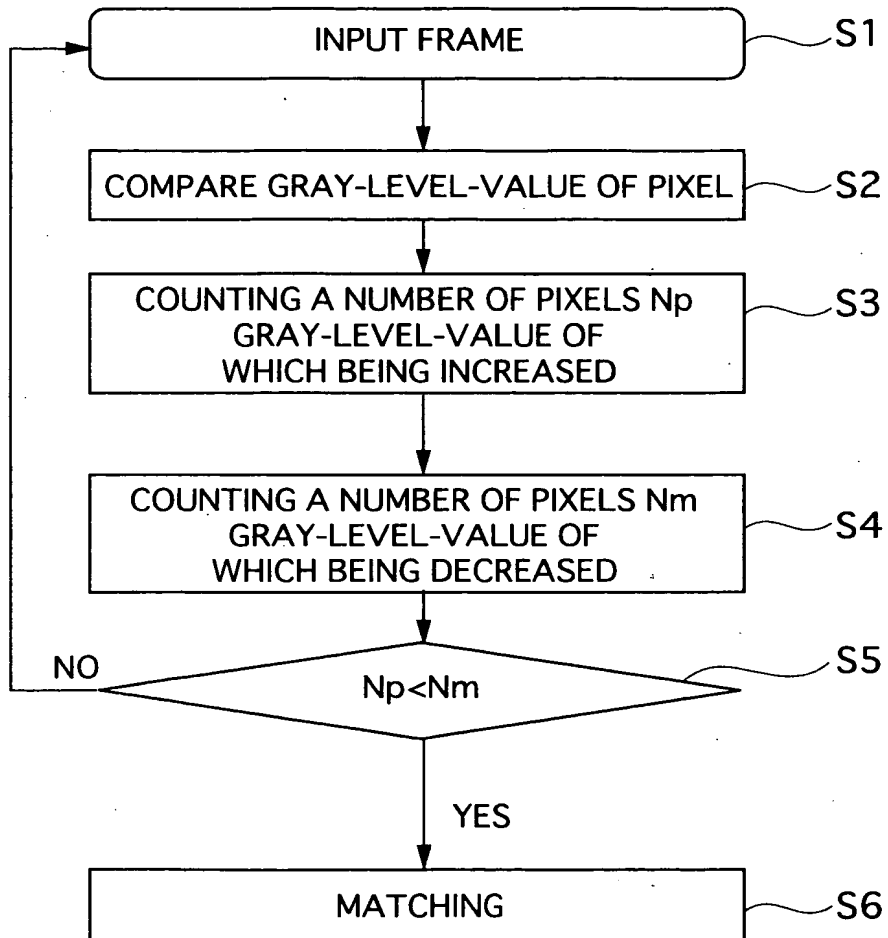 INPUT FRAME
S1
COMPARE GRAY-LEVEL-VALUE OF PIXEL
S2
COUNTING A NUMBER OF PIXELS Np
GRAY-LEVEL-VALUE OF
WHICH BEING INCREASED
S3
COUNTING A NUMBER OF PIXELS Nm
GRAY-LEVEL-VALUE OF
WHICH BEING DECREASED
S4
NO
Np<Nm
S5
YES
MATCHING
S6